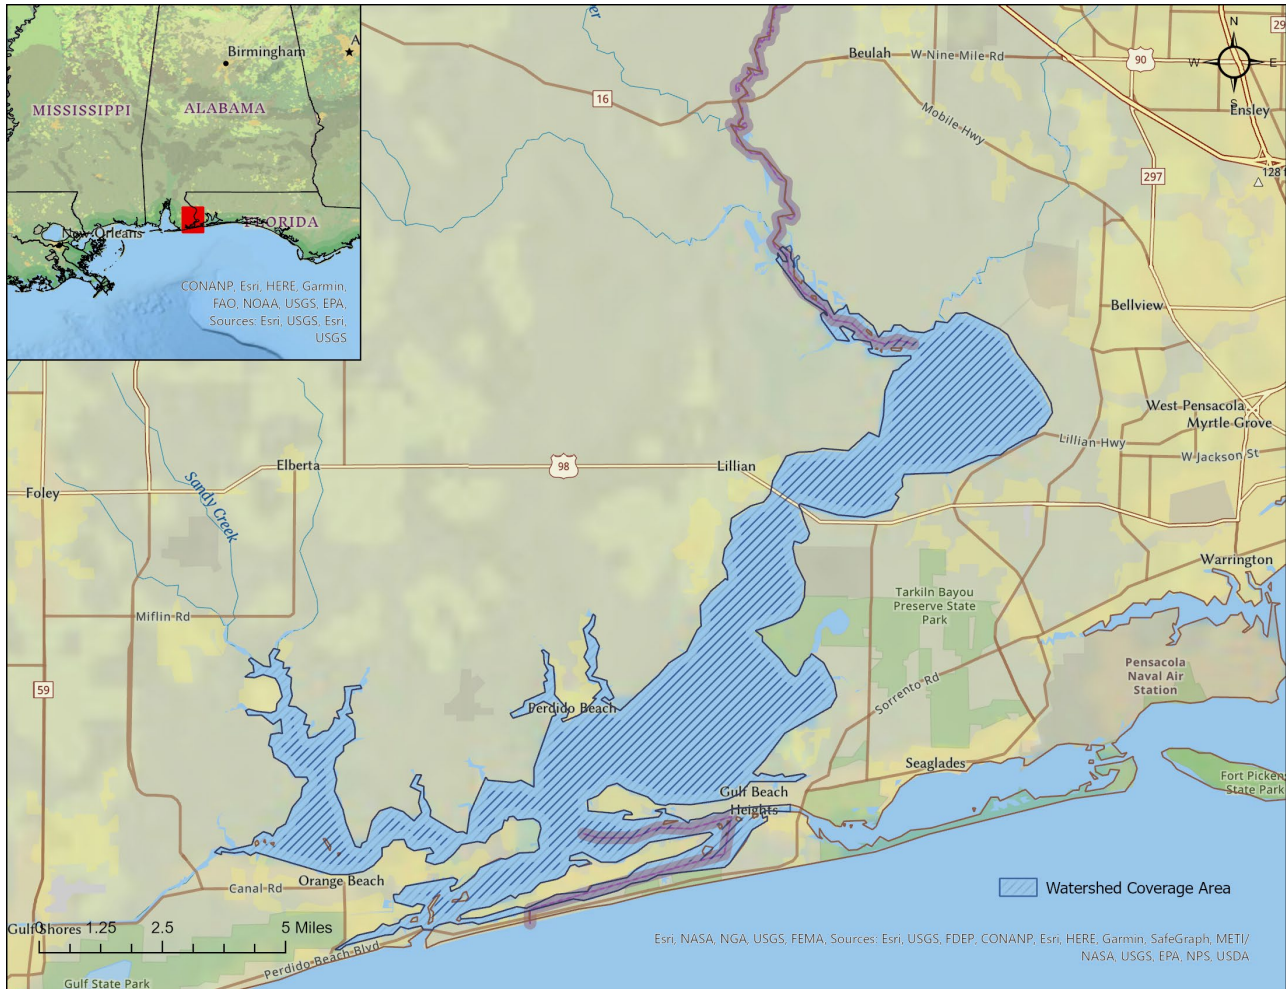 Birmingham
A
MISSISSIPPI
ALABAMA
New Orleans
FLORIDA
CONANP, Esri, HERE, Garmin,
FAO, NOAA, USGS, EPA,
Sources: Esri, USGS, Esri,
USGS
ver
Beulah
W Nine Mile Rd
90
29
N
W
E
S
Ensley
16
Mobile Hwy
297
128 f
Bellview
West Pensacola
Myrtle Grove
Lillian Hwy
W Jackson St
Elberta
98
Lillian
Foley
Sandy Creek
Warrington
Tarkiln Bayou
Preserve State
Park
Miflin Rd
Pensacola
Naval Air
Station
59
Sorrento Rd
Perdido Beach
Seaglades
Fort Pickens
State Park
Gulf Beach
Heights
Orange Beach
Canal Rd
Watershed Coverage Area
Gulf Shores
0 1.25 2.5 5 Miles
Perdido Beach Blvd
Gulf State Park
Esri, NASA, NGA, USGS, FEMA, Sources: Esri, USGS, FDEP, CONANP, Esri, HERE, Garmin, SafeGraph, METI/
NASA, USGS, EPA, NPS, USDA